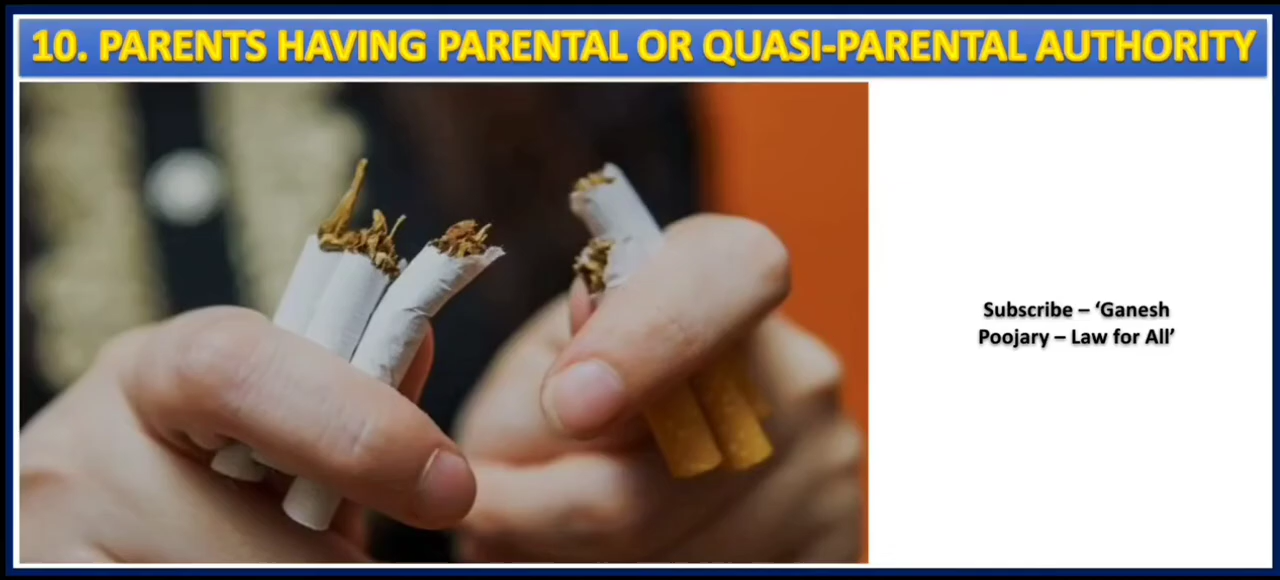 10. PARENTS HAVING PARENTAL OR QUASI-PARENTAL AUTHORITY
Subscribe – ‘Ganesh
Poojary – Law for All’